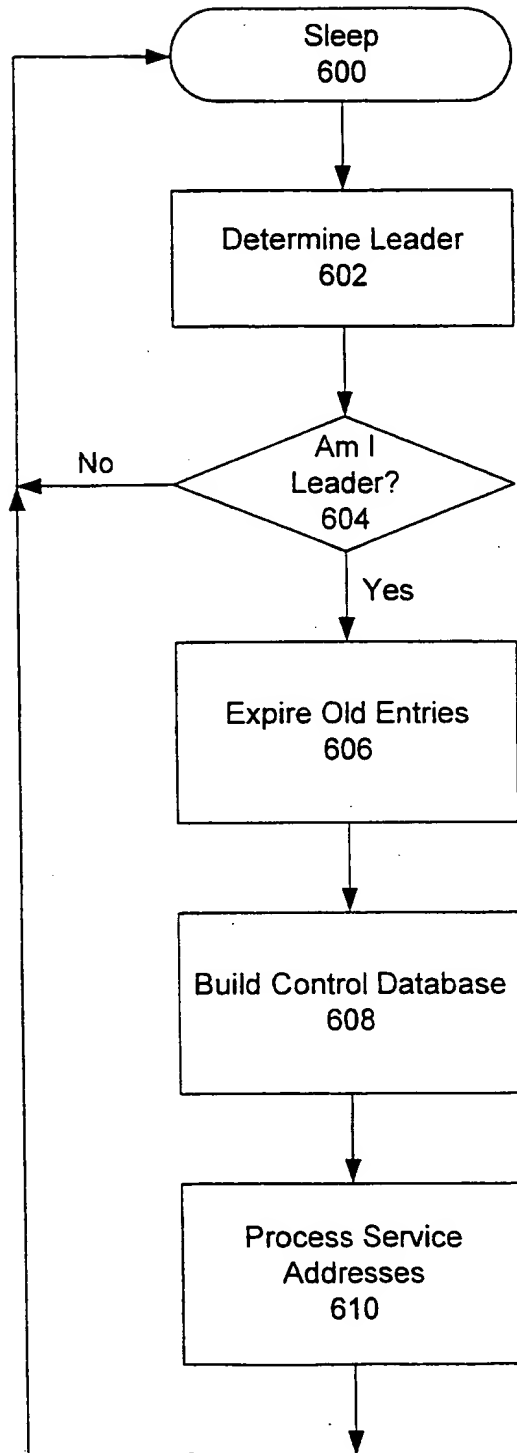 Sleep
600
Determine Leader
602
Am I
Leader?
604
No
Yes
Expire Old Entries
606
Build Control Database
608
Process Service
Addresses
610